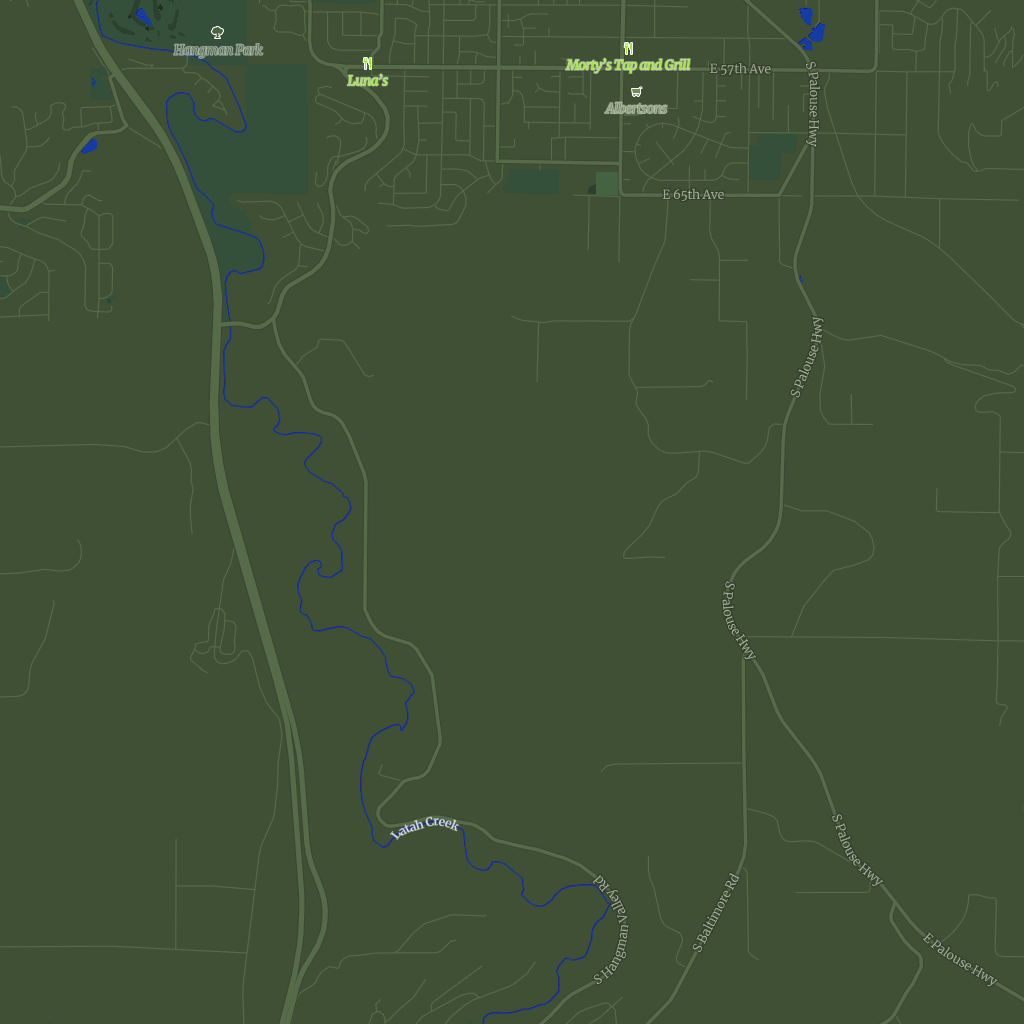 Hangman Park
Luna's
Morty's Tap and Grill
E 57th Ave
Albertsons
S Palouse Hwy
E 65th Ave
S Palouse Hwy
S Palouse Hwy
Latah Creek
S Palouse Hwy
S Hangman Valley Rd
S Baltimore Rd
E Palouse Hwy